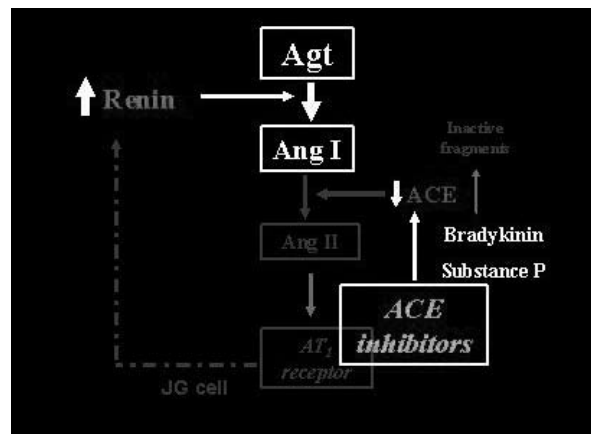 Agt
Renin
Ang I
Inactive
fragments
ACE
Bradykinin
Ang II
Substance P
ACE
inhibitors
AT₁
receptor
JG cell